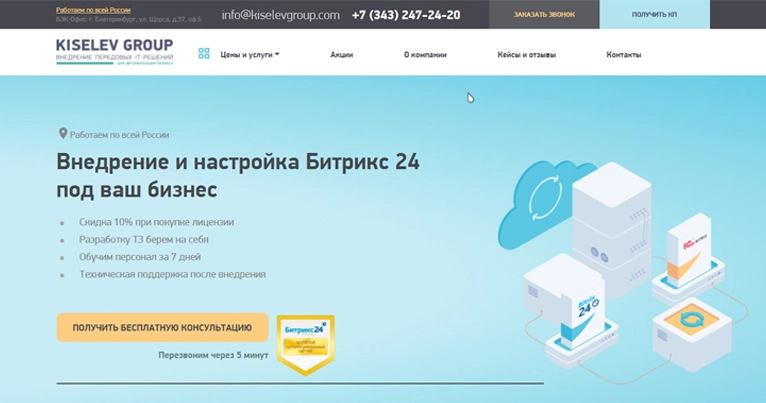 Работаем по всей России
БЭК-Офис: г. Екатеринбург, ул. Щорса, д.57, оф.8
info@kiselevgroup.com
+7 (343) 247-24-20
ЗАКАЗАТЬ ЗВОНОК
ПОЛУЧИТЬ КП
KISELEV GROUP
ВНЕДРЕНИЕ ПЕРЕДОВЫХ IT-РЕШЕНИЙ
для автоматизации бизнеса
Цены и услуги
Акции
О компании
Кейсы и отзывы
Контакты
Работаем по всей России
Внедрение и настройка Битрикс 24
под ваш бизнес
Скидка 10% при покупке лицензии
Разработку ТЗ берем на себя
Обучим персонал за 7 дней
Техническая поддержка после внедрения
ПОЛУЧИТЬ БЕСПЛАТНУЮ КОНСУЛЬТАЦИЮ
Перезвоним через 5 минут
Битрикс24
Bitrix
24